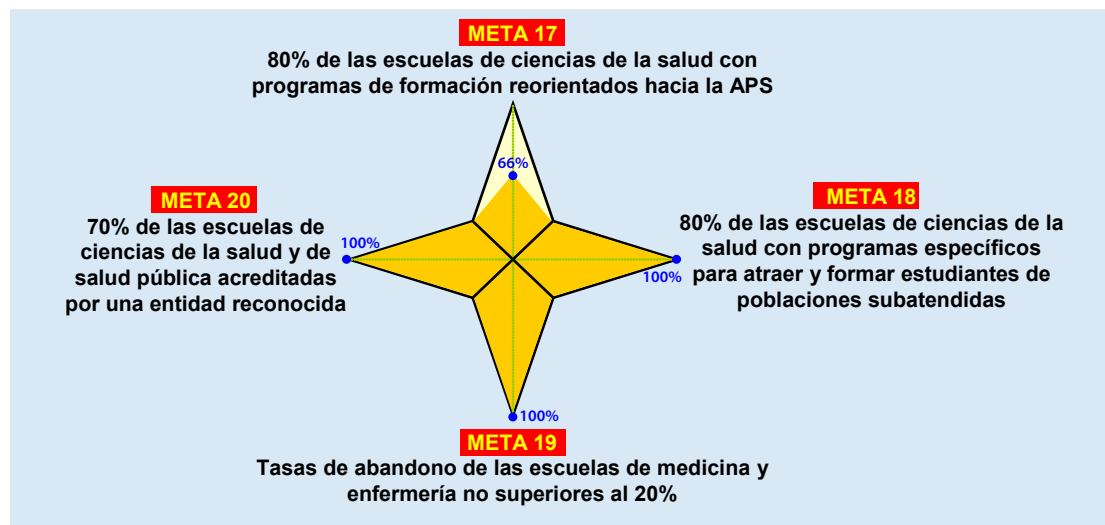 META 17
80% de las escuelas de ciencias de la salud con
programas de formación reorientados hacia la APS
66%
META 20
70% de las escuelas de
ciencias de la salud y de
salud pública acreditadas
por una entidad reconocida
100%
META 18
80% de las escuelas de ciencias de la
salud con programas específicos
para atraer y formar estudiantes de
poblaciones subatendidas
100%
100%
META 19
Tasas de abandono de las escuelas de medicina y
enfermería no superiores al 20%